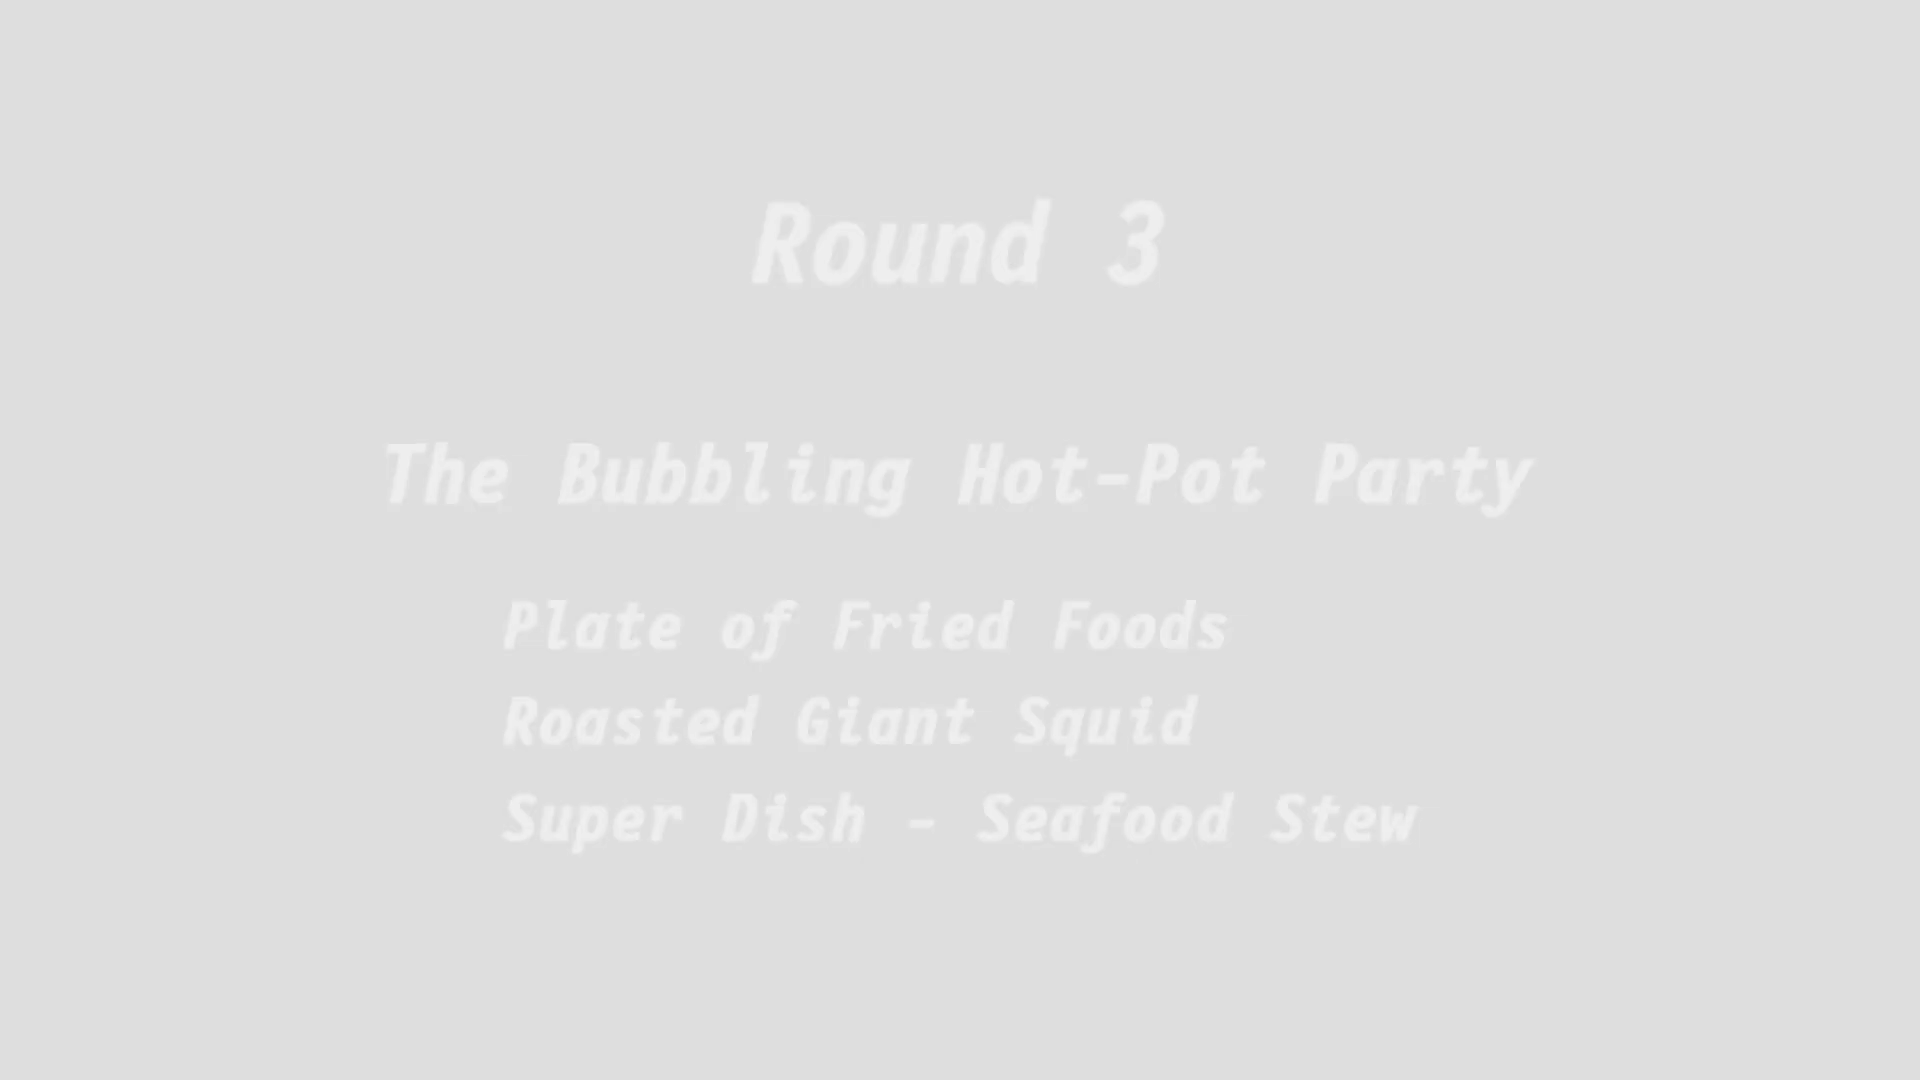 Round 3
The Bubbling Hot-Pot Party
Plate of Fried Foods
Roasted Giant Squid
Super Dish - Seafood Stew